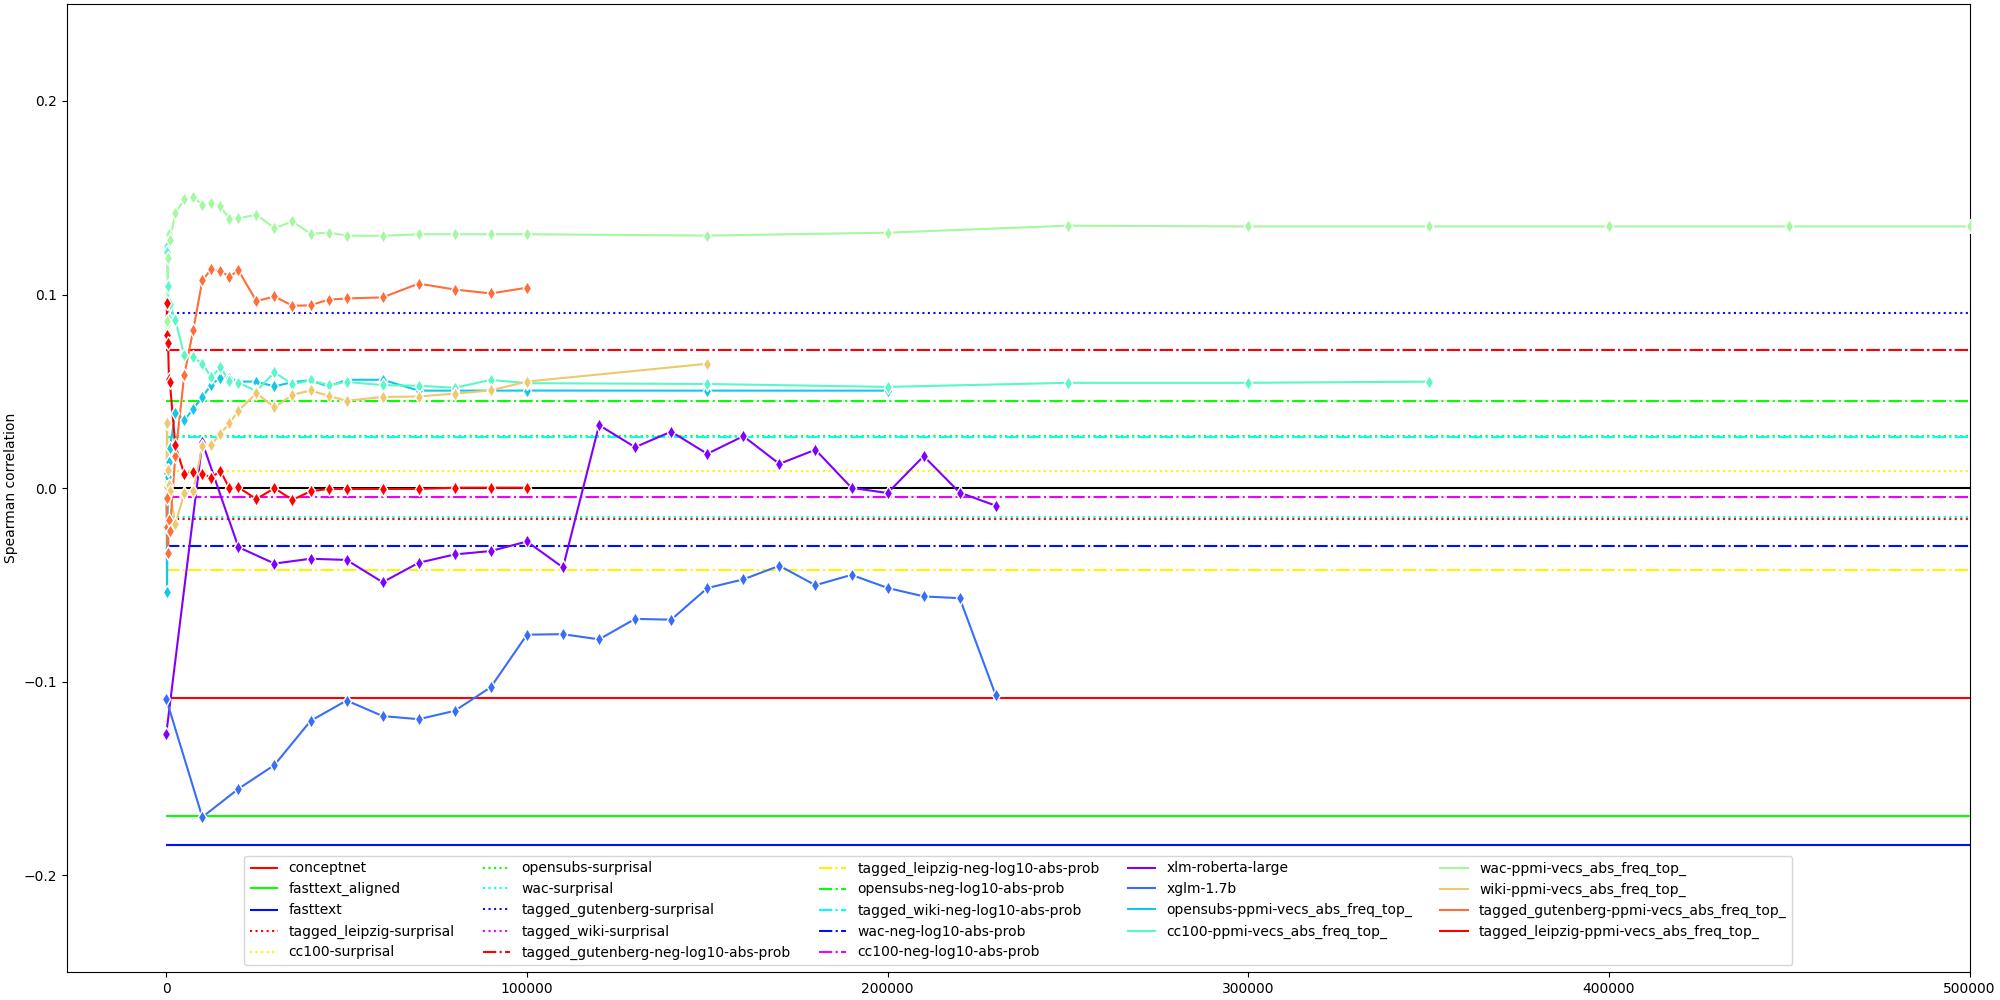 0.2
0.1
0.0
−0.1
−0.2
Spearman correlation
conceptnet
fasttext_aligned
fasttext
tagged_leipzig-surprisal
cc100-surprisal
opensubs-surprisal
wac-surprisal
tagged_gutenberg-surprisal
tagged_wiki-surprisal
tagged_gutenberg-neg-log10-abs-prob
tagged_leipzig-neg-log10-abs-prob
opensubs-neg-log10-abs-prob
tagged_wiki-neg-log10-abs-prob
wac-neg-log10-abs-prob
cc100-neg-log10-abs-prob
xlm-roberta-large
xglm-1.7b
opensubs-ppmi-vecs_abs_freq_top_
cc100-ppmi-vecs_abs_freq_top_
wac-ppmi-vecs_abs_freq_top_
wiki-ppmi-vecs_abs_freq_top_
tagged_gutenberg-ppmi-vecs_abs_freq_top_
tagged_leipzig-ppmi-vecs_abs_freq_top_
0 100000 200000 300000 400000 500000